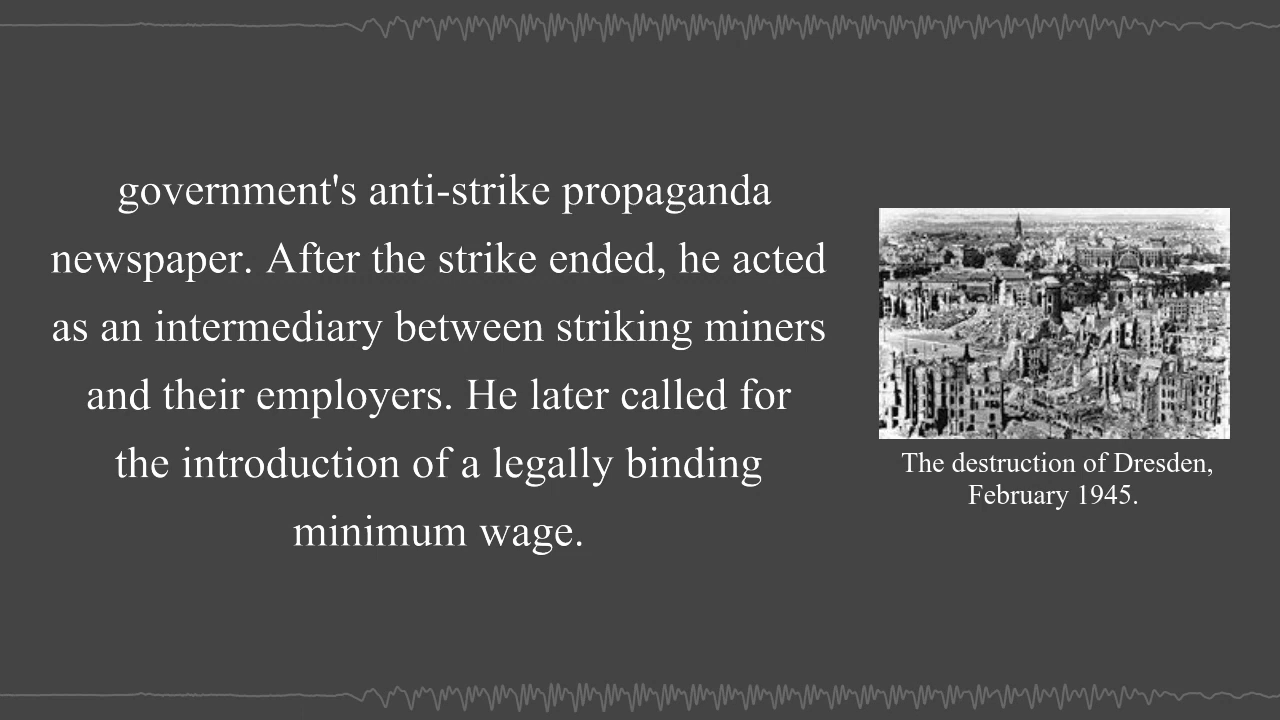 government's anti-strike propaganda
newspaper. After the strike ended, he acted
as an intermediary between striking miners
and their employers. He later called for
the introduction of a legally binding
minimum wage.
The destruction of Dresden,
February 1945.